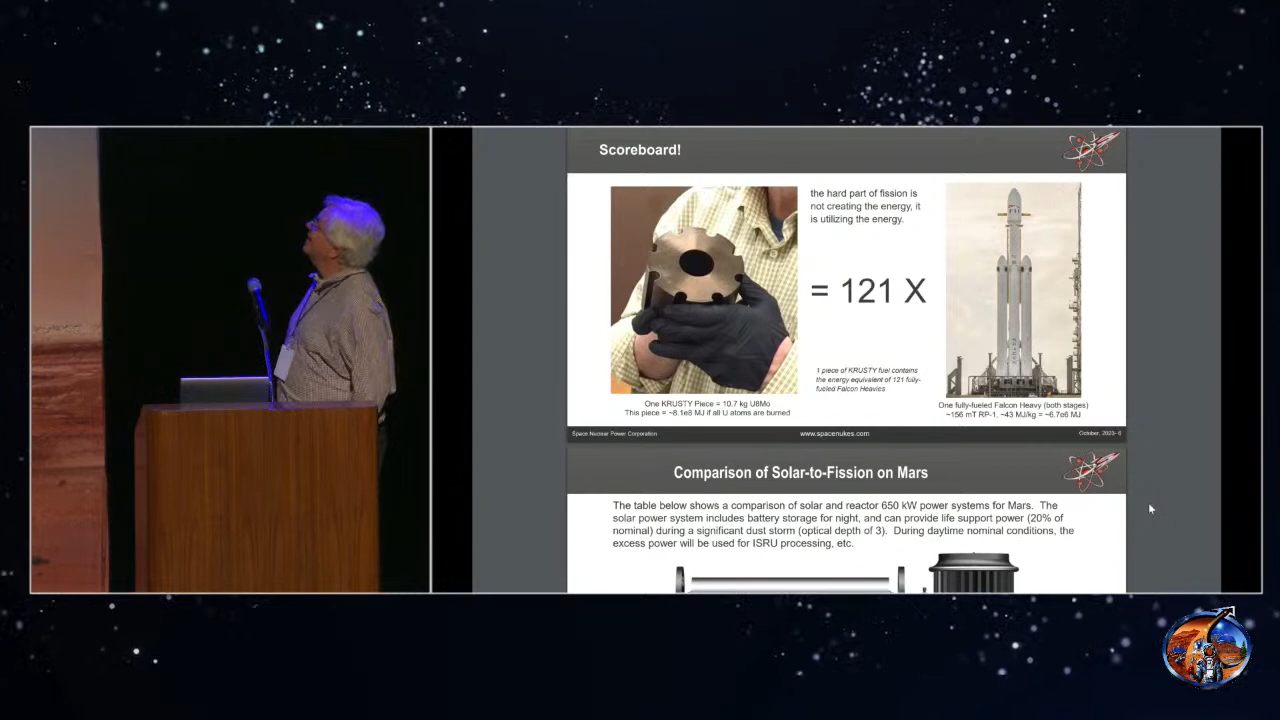 Scoreboard!
the hard part of fission is
not creating the energy, it
is utilizing the energy.
= 121 X
1 piece of KRUSTY fuel contains
the energy equivalent of 121 fully-
fueled Falcon Heavies
One KRUSTY Piece = 10.7 kg U8Mo
This piece = ~8.1e8 MJ if all U atoms are burned
One fully-fueled Falcon Heavy (both stages)
~156 mT RP-1. ~43 MJ/kg = ~6.7e6 MJ
Space Nuclear Power Corporation
www.spacenukes.com
October, 2023- 6
Comparison of Solar-to-Fission on Mars
The table below shows a comparison of solar and reactor 650 kW power systems for Mars. The
solar power system includes battery storage for night, and can provide life support power (20% of
nominal) during a significant dust storm (optical depth of 3). During daytime nominal conditions, the
excess power will be used for ISRU processing, etc.